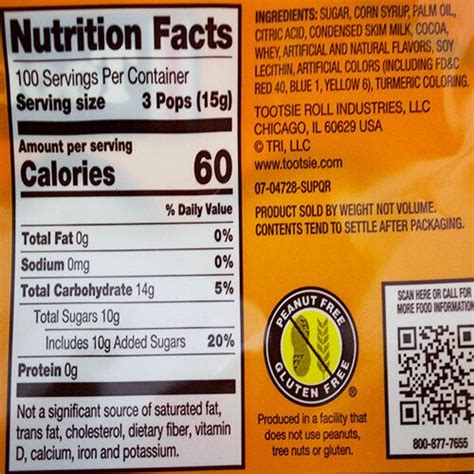 Nutrition Facts
100 Servings Per Container
Serving size 3 Pops (15g)
Amount per serving
Calories 60
% Daily Value
Total Fat 0g 0%
Sodium 0mg 0%
Total Carbohydrate 14g 5%
Total Sugars 10g
Includes 10g Added Sugars 20%
Protein 0g
Not a significant source of saturated fat,
trans fat, cholesterol, dietary fiber, vitamin
D, calcium, iron and potassium.
INGREDIENTS: SUGAR, CORN SYRUP, PALM OIL,
CITRIC ACID, CONDENSED SKIM MILK, COCOA,
WHEY, ARTIFICIAL AND NATURAL FLAVORS, SOY
LECITHIN, ARTIFICIAL COLORS (INCLUDING FD&C
RED 40, BLUE 1, YELLOW 6), TURMERIC COLORING.
TOOTSIE ROLL INDUSTRIES, LLC
CHICAGO, IL 60629 USA
© TRI, LLC
www.tootsie.com
07-04728-SUPQR
PRODUCT SOLD BY WEIGHT NOT VOLUME.
CONTENTS TEND TO SETTLE AFTER PACKAGING.
PEANUT FREE
GLUTEN FREE
®
Produced in a facility that
does not use peanuts,
tree nuts or gluten.
SCAN HERE OR CALL FOR
MORE FOOD INFORMATION
800-877-7655